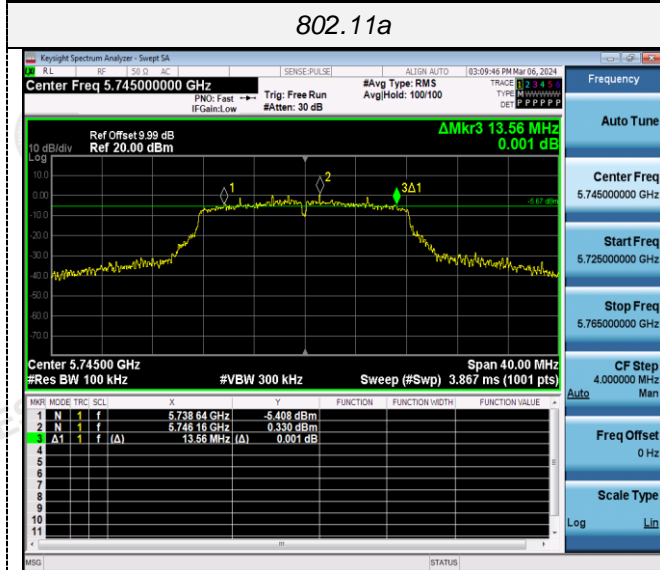 802.11a
Keysight Spectrum Analyzer - Swept SA
RL RF 50 Ω AC SENSE:PULSE ALIGN AUTO 03:09:46 PM Mar 06, 2024
Center Freq 5.745000000 GHz
PNO: Fast Trig: Free Run #Avg Type: RMS TRACE 1 2 3 4 5 6
IFGain:Low #Atten: 30 dB Avg|Hold: 100/100 TYPE M W W W W W
DET P P P P P P
Ref Offset 9.99 dB ΔMkr3 13.56 MHz
10 dB/div Ref 20.00 dBm 0.001 dB
Log
10.0
0.00
-10.0
-20.0
-30.0
-40.0
-50.0
-60.0
-70.0
1
2
3Δ1
-5.67 dBm
Center 5.74500 GHz Span 40.00 MHz
#Res BW 100 kHz #VBW 300 kHz Sweep (#Swp) 3.867 ms (1001 pts)
MKR MODE TRC SCL X Y FUNCTION FUNCTION WIDTH FUNCTION VALUE
1 N 1 f 5.738 64 GHz -5.408 dBm
2 N 1 f 5.746 16 GHz 0.330 dBm
3 Δ1 1 f (Δ) 13.56 MHz (Δ) 0.001 dB
4
5
6
7
8
9
10
11
MSG STATUS
Frequency
Auto Tune
Center Freq
5.745000000 GHz
Start Freq
5.725000000 GHz
Stop Freq
5.765000000 GHz
CF Step
4.000000 MHz
Auto Man
Freq Offset
0 Hz
Scale Type
Log Lin